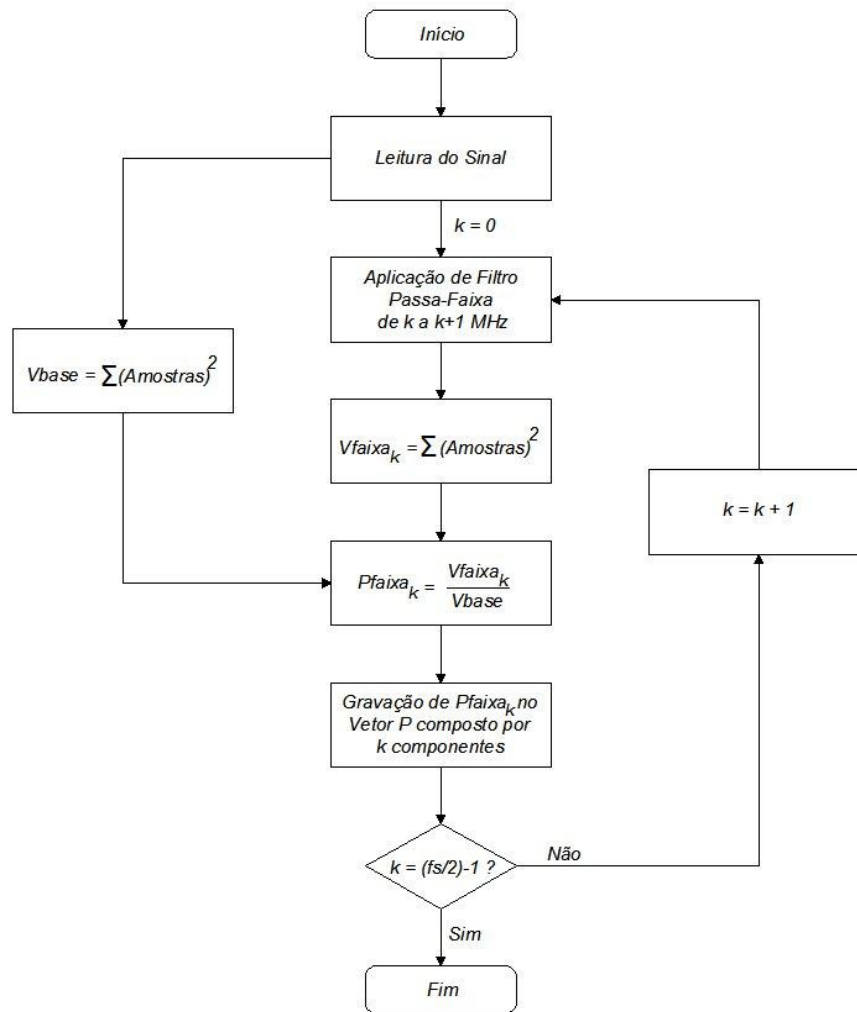 Início
Leitura do Sinal
k = 0
Aplicação de Filtro
Passa-Faixa
de k a k+1 MHz
Vbase = Σ(Amostras)²
Vfaixaₖ = Σ (Amostras)²
k = k + 1
Pfaixaₖ = Vfaixaₖ
Vbase
Gravação de Pfaixaₖ no
Vetor P composto por
k componentes
k = (fs/2)-1 ?
Não
Sim
Fim